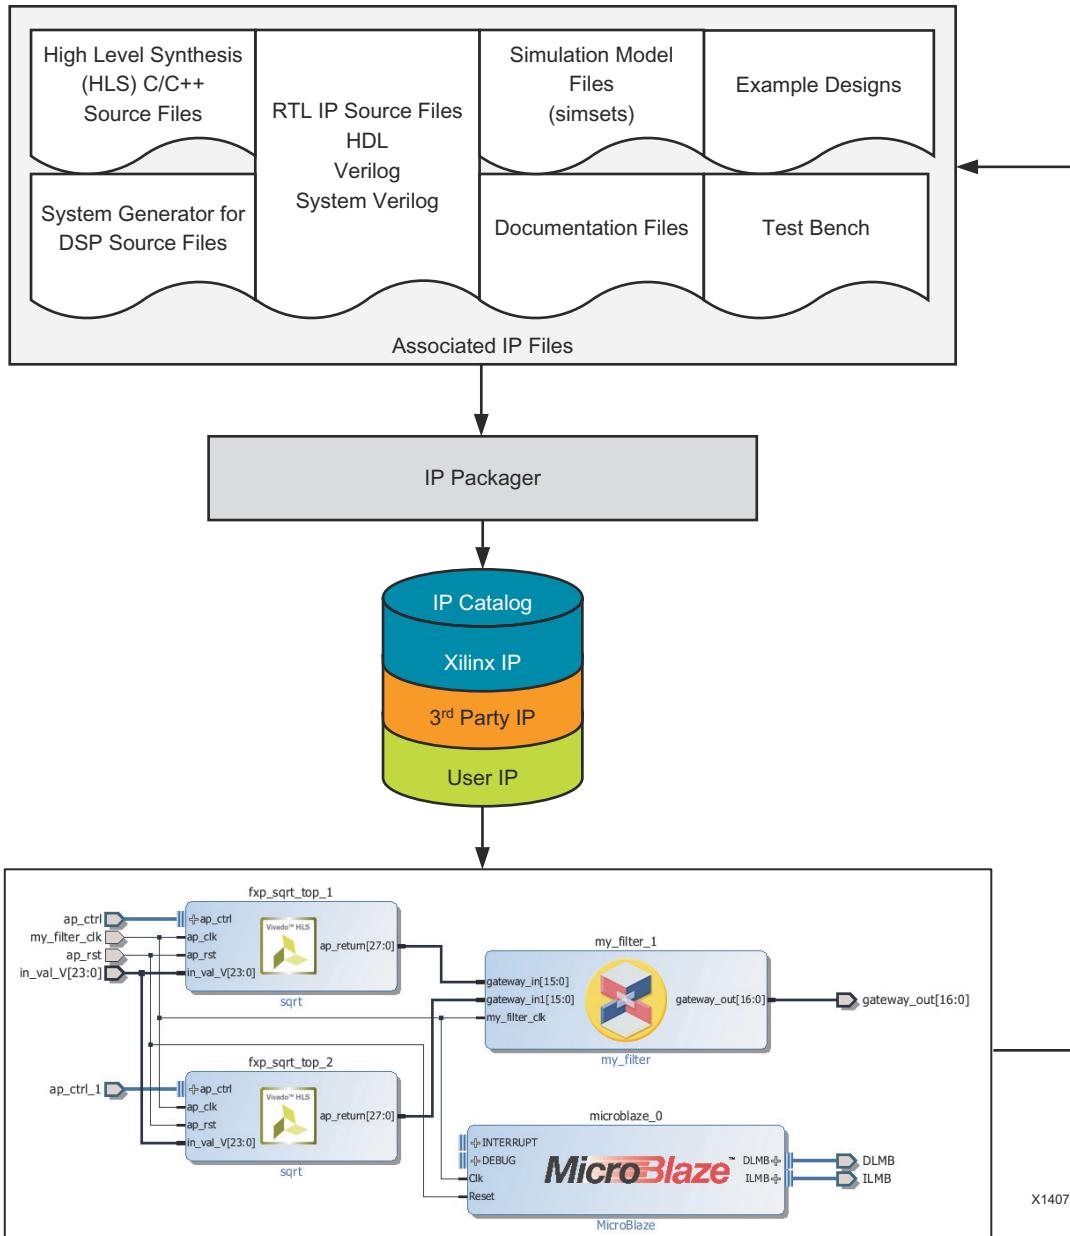 High Level Synthesis
(HLS) C/C++
Source Files
RTL IP Source Files
HDL
Verilog
System Verilog
Simulation Model
Files
(simsets)
Example Designs
System Generator for
DSP Source Files
Documentation Files
Test Bench
Associated IP Files
IP Packager
IP Catalog
Xilinx IP
3rd Party IP
User IP
fxp_sqrt_top_1
ap_ctrl
my_filter_clk
ap_rst
in_val_V[23:0]
ap_ctrl
ap_clk
ap_rst
in_val_V[23:0]
Vivado™ HLS
ap_return[27:0]
sqrt
my_filter_1
gateway_in[15:0]
gateway_in1[15:0]
my_filter_clk
gateway_out[16:0]
gateway_out[16:0]
my_filter
fxp_sqrt_top_2
ap_ctrl_1
ap_ctrl
ap_clk
ap_rst
in_val_V[23:0]
Vivado™ HLS
ap_return[27:0]
sqrt
microblaze_0
INTERRUPT
DEBUG
Clk
Reset
MicroBlaze™
DLMB
ILMB
DLMB
ILMB
MicroBlaze
X1407